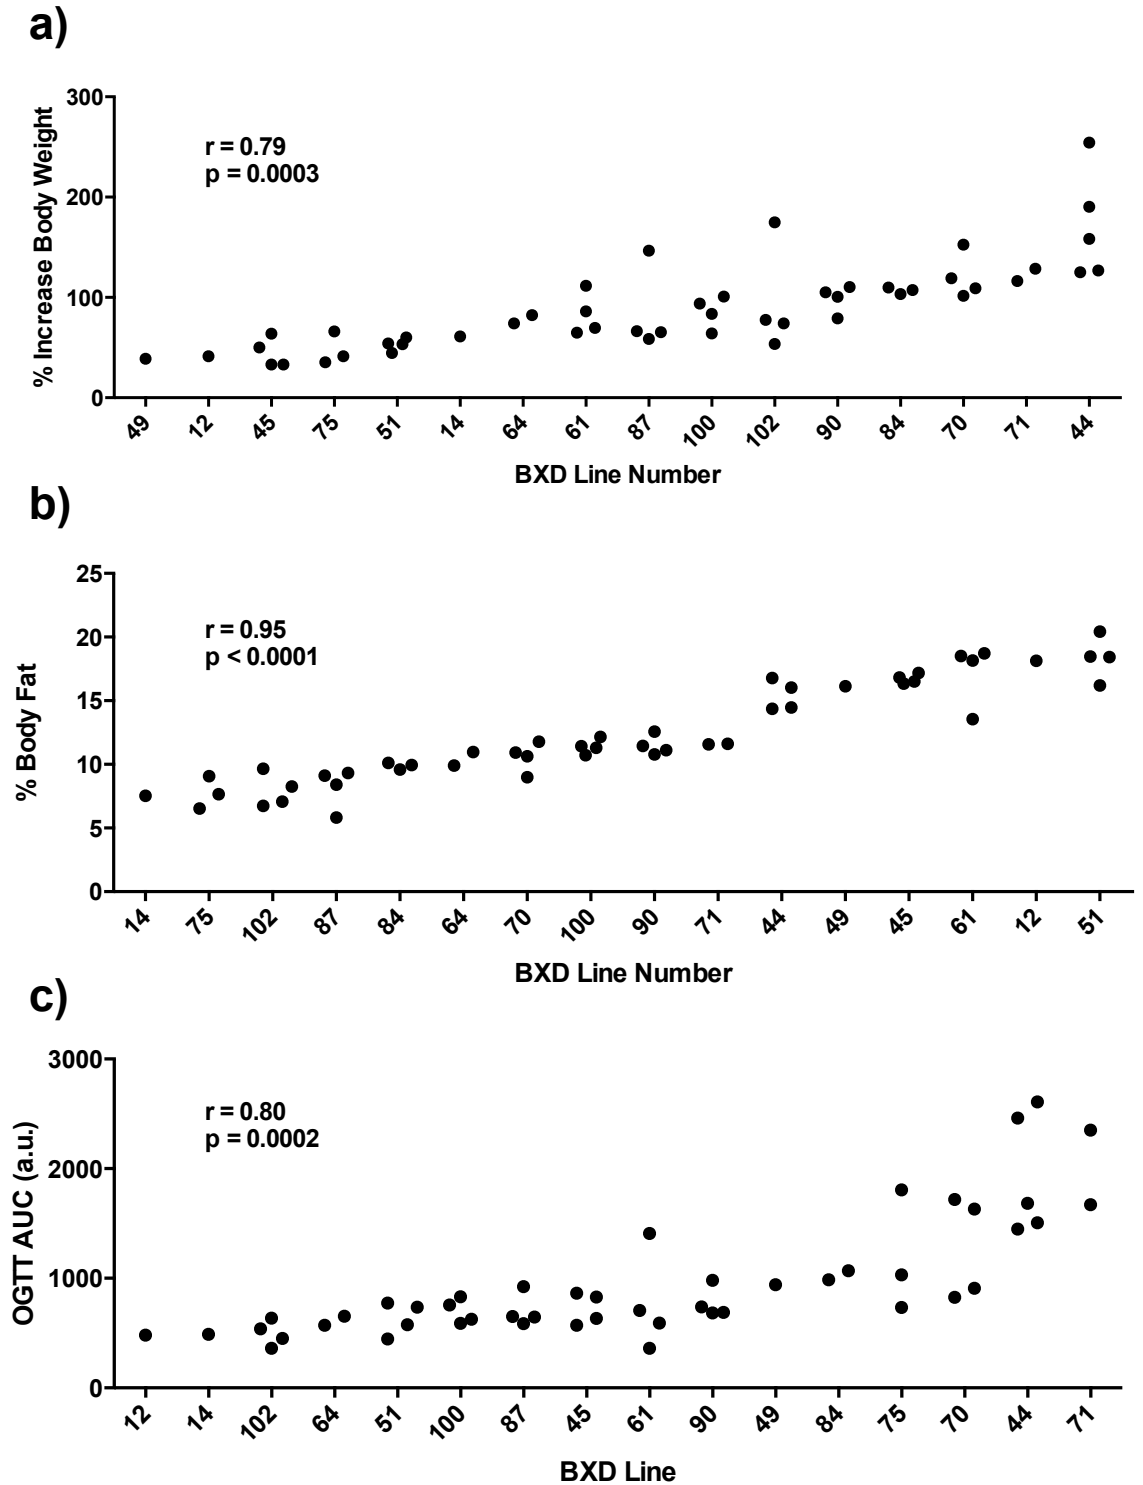 a)
300
200
100
0
% Increase Body Weight
r = 0.79
p = 0.0003
49 12 45 75 51 14 64 61 87 100 102 90 84 70 71 44
BXD Line Number
b)
25
20
15
10
5
0
% Body Fat
r = 0.95
p < 0.0001
14 75 102 87 84 64 70 100 90 71 44 49 45 61 12 51
BXD Line Number
c)
3000
2000
1000
0
OGTT AUC (a.u.)
r = 0.80
p = 0.0002
12 14 102 64 51 100 87 45 61 90 49 84 75 70 44 71
BXD Line